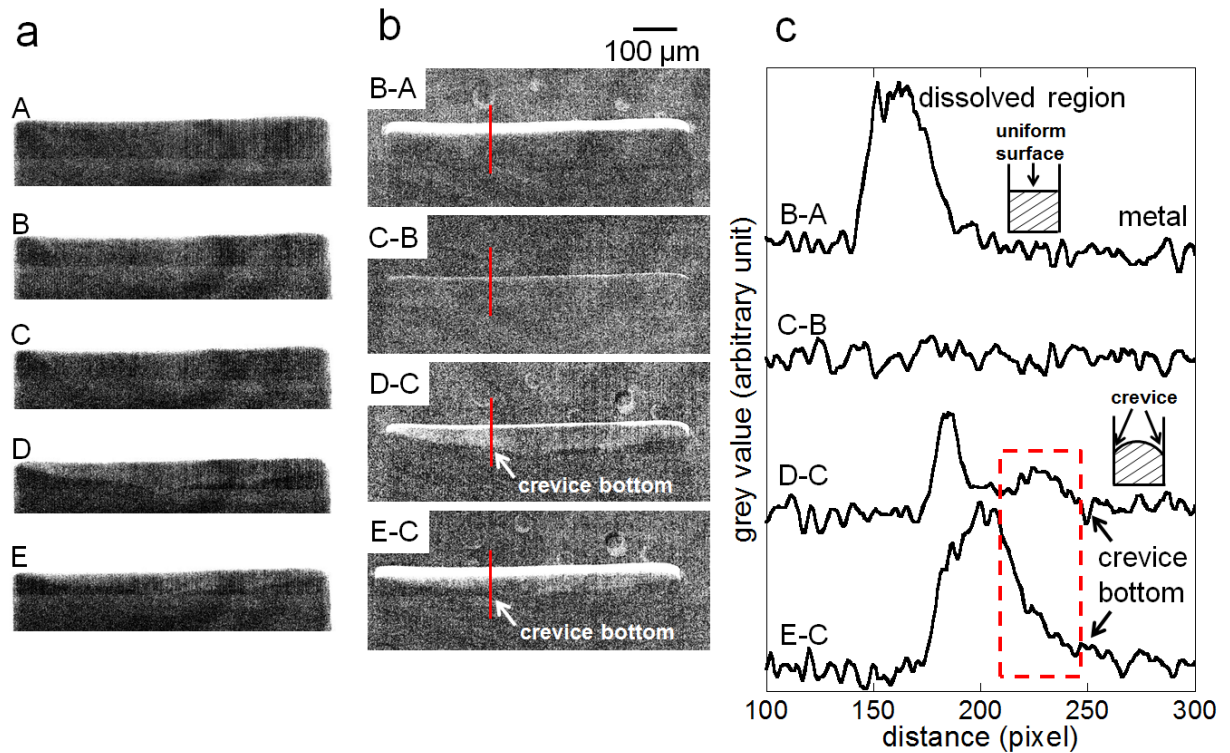 a
A
B
C
D
E
b
100 µm
B-A
C-B
D-C
crevice bottom
E-C
crevice bottom
c
dissolved region
uniform
surface
B-A
metal
C-B
crevice
D-C
crevice
bottom
E-C
grey value (arbitrary unit)
100
150
200
250
300
distance (pixel)